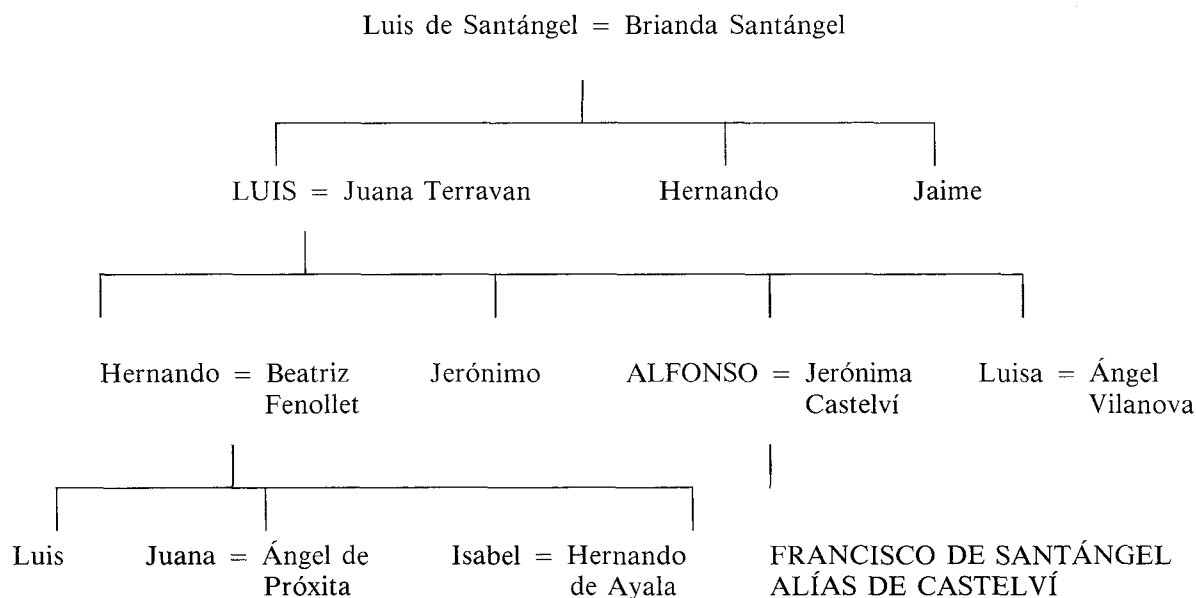 Luis de Santángel = Brianda Santángel
LUIS = Juana Terravan Hernando Jaime
Hernando = Beatriz Fenollet Jerónimo ALFONSO = Jerónima Castelví Luisa = Ángel Vilanova
Luis Juana = Ángel de Próxita Isabel = Hernando de Ayala FRANCISCO DE SANTÁNGEL ALÍAS DE CASTELVÍ